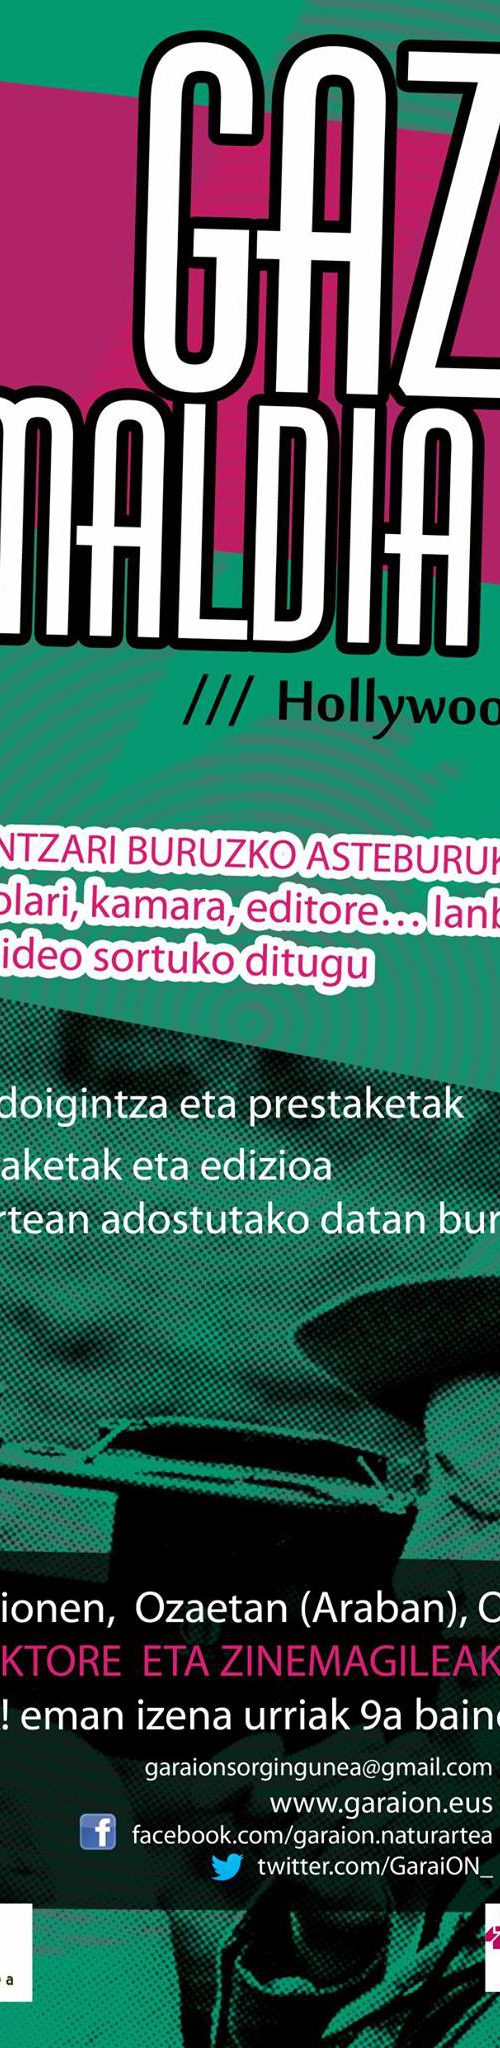 GAZ
MALDIA
/// Hollywoo
NTZARI BURUZKO ASTEBURUK
olari, kamara, editore... lank
ideo sortuko ditugu
doigintza eta prestaketak
aketak eta edizioa
rtean adostutako datan bur
ionen, Ozaetan (Araban), O
KTORE ETA ZINEMAGILEAK
! eman izena urriak 9a baino
garaionsorgingunea@gmail.com
www.garaion.eus
facebook.com/garaion.naturartea
twitter.com/GaraiON_
a